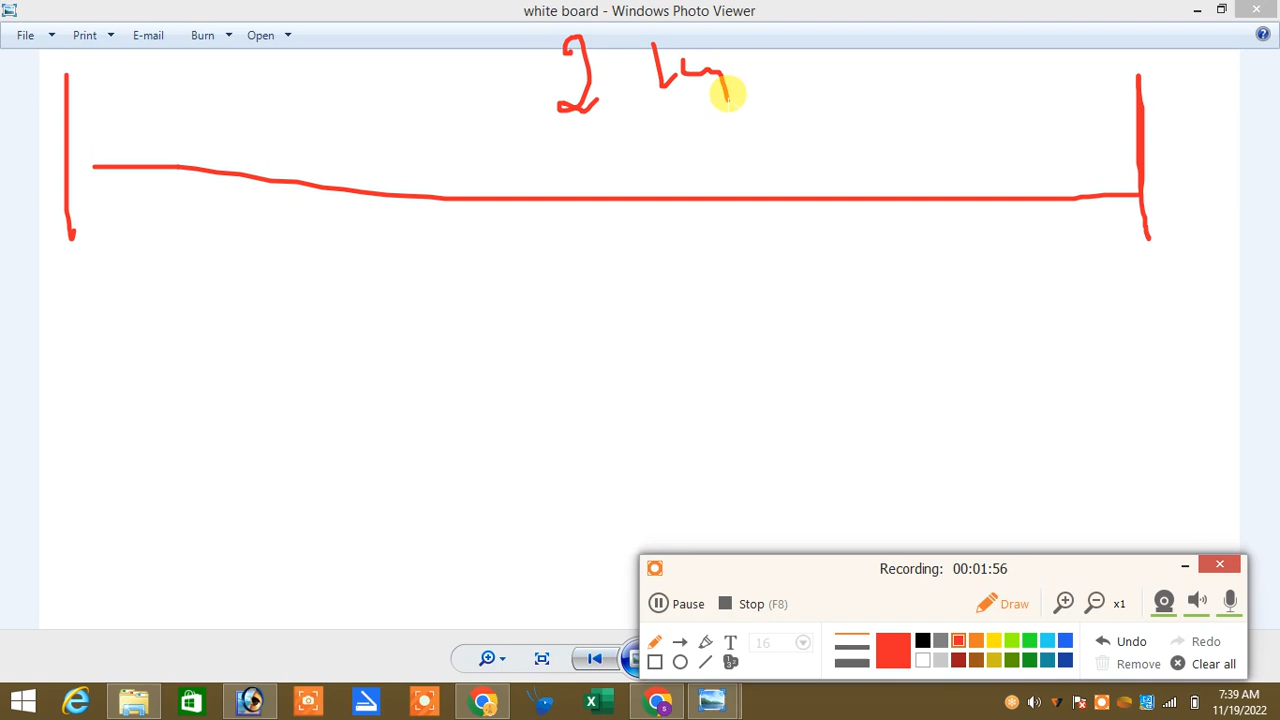 white board - Windows Photo Viewer
File Print E-mail Burn Open
2
Recording: 00:01:56
Pause Stop (F8) Draw x1
T 16 Undo Redo
Remove Clear all
7:39 AM
11/19/2022